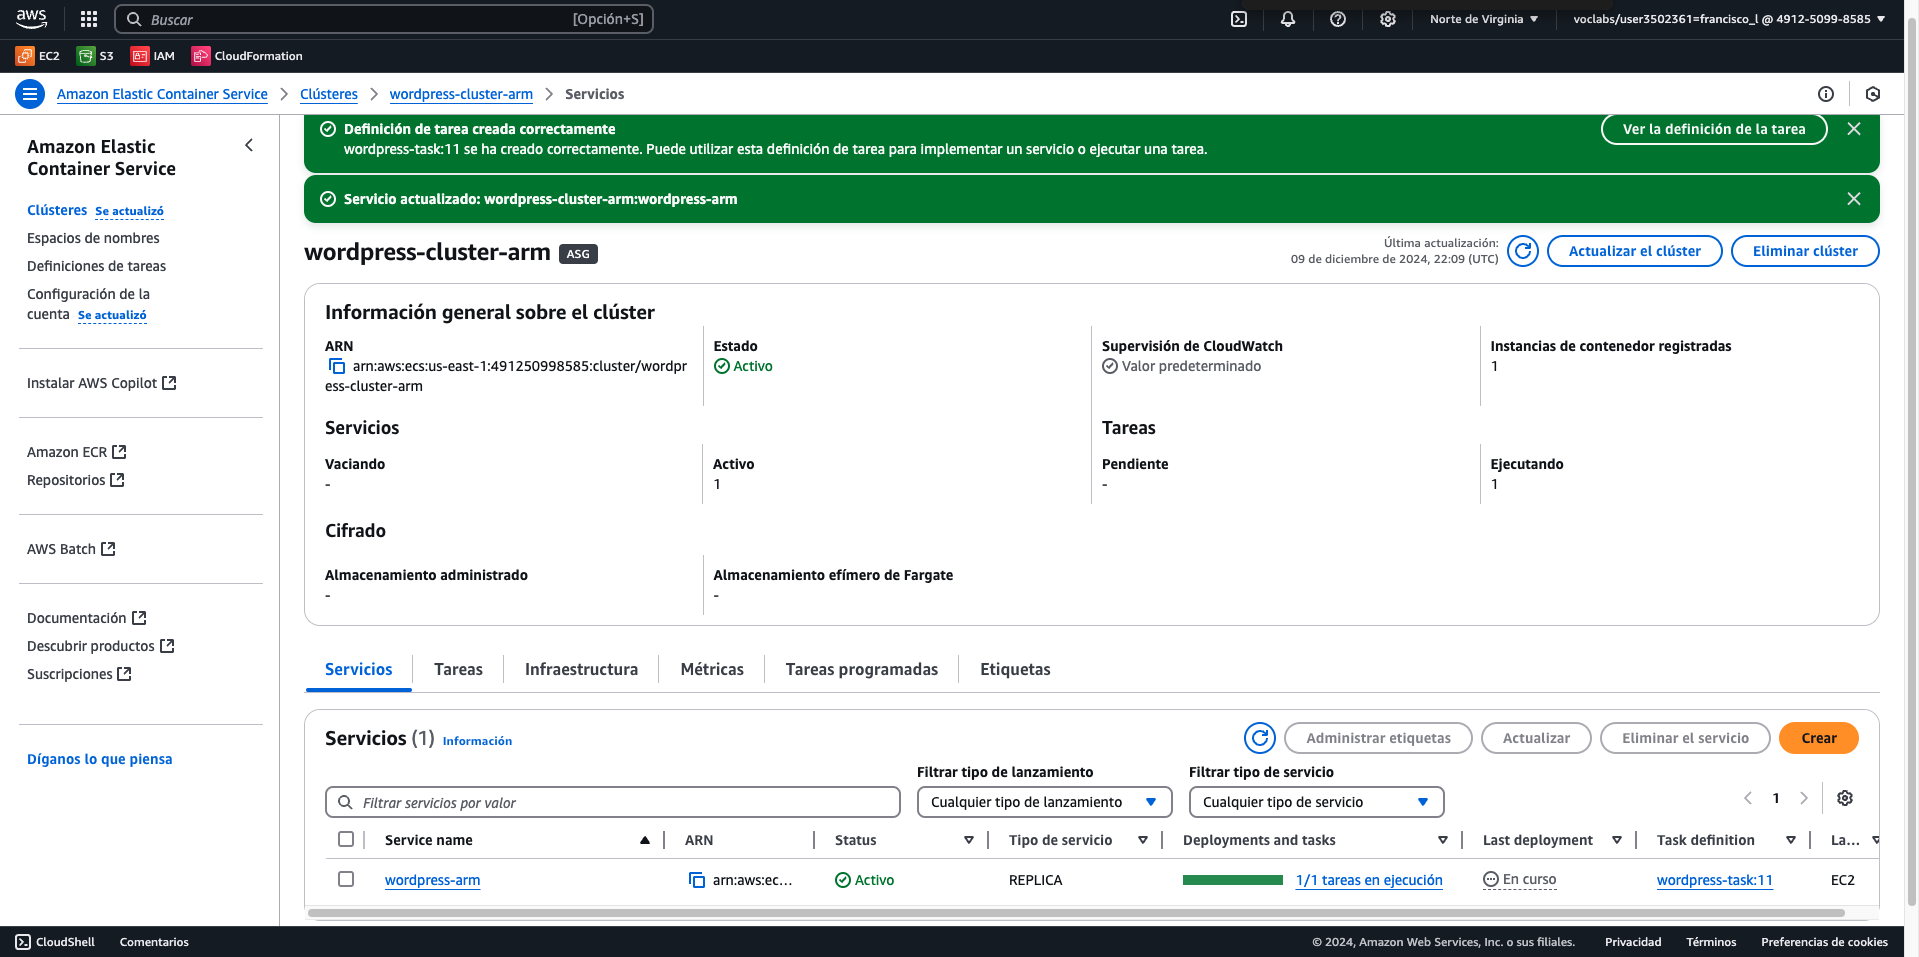 aws
Buscar
[Opción+S]
Norte de Virginia
voclabs/user3502361=francisco_l @ 4912-5099-8585
EC2
S3
IAM
CloudFormation
Amazon Elastic Container Service
Clústeres
wordpress-cluster-arm
Servicios
Amazon Elastic
Container Service
Clústeres Se actualizó
Espacios de nombres
Definiciones de tareas
Configuración de la
cuenta Se actualizó
Instalar AWS Copilot
Amazon ECR
Repositorios
AWS Batch
Documentación
Descubrir productos
Suscripciones
Díganos lo que piensa
Definición de tarea creada correctamente
wordpress-task:11 se ha creado correctamente. Puede utilizar esta definición de tarea para implementar un servicio o ejecutar una tarea.
Ver la definición de la tarea
Servicio actualizado: wordpress-cluster-arm:wordpress-arm
wordpress-cluster-arm ASG
Última actualización:
09 de diciembre de 2024, 22:09 (UTC)
Actualizar el clúster
Eliminar clúster
Información general sobre el clúster
ARN
arn:aws:ecs:us-east-1:491250998585:cluster/wordpr
ess-cluster-arm
Estado
Activo
Supervisión de CloudWatch
Valor predeterminado
Instancias de contenedor registradas
1
Servicios
Vaciando
-
Activo
1
Tareas
Pendiente
-
Ejecutando
1
Cifrado
Almacenamiento administrado
-
Almacenamiento efímero de Fargate
-
Servicios
Tareas
Infraestructura
Métricas
Tareas programadas
Etiquetas
Servicios (1) Información
Administrar etiquetas
Actualizar
Eliminar el servicio
Crear
Filtrar servicios por valor
Filtrar tipo de lanzamiento
Cualquier tipo de lanzamiento
Filtrar tipo de servicio
Cualquier tipo de servicio
1
Service name
ARN
Status
Tipo de servicio
Deployments and tasks
Last deployment
Task definition
La...
wordpress-arm
arn:aws:ec...
Activo
REPLICA
1/1 tareas en ejecución
En curso
wordpress-task:11
EC2
CloudShell
Comentarios
© 2024, Amazon Web Services, Inc. o sus filiales.
Privacidad
Términos
Preferencias de cookies